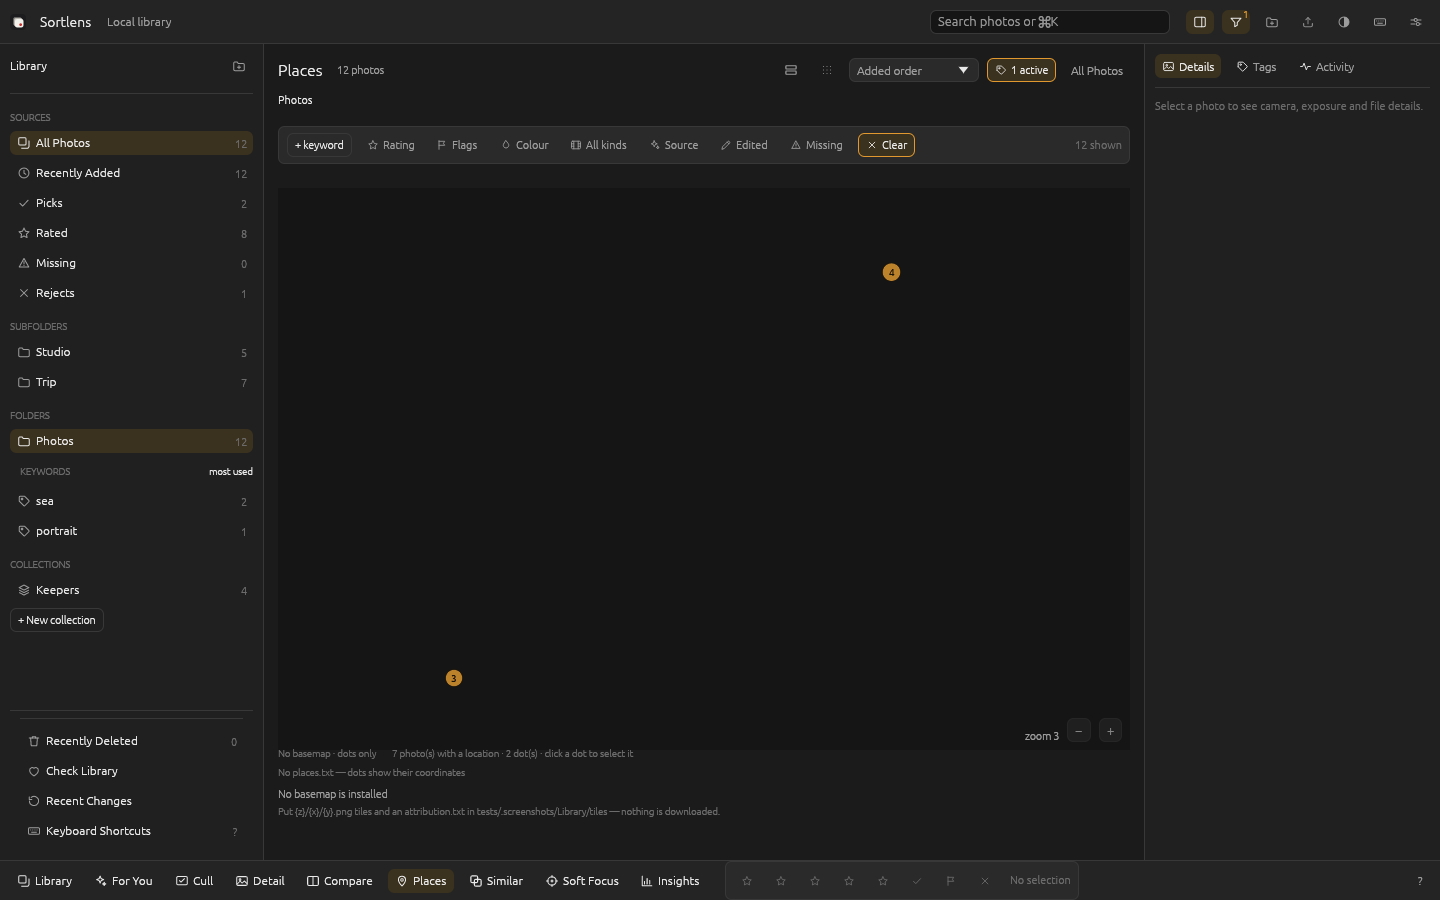 Sortlens Local library
Search photos or ⌘K
1
Library
SOURCES
All Photos 12
Recently Added 12
Picks 2
Rated 8
Missing 0
Rejects 1
SUBFOLDERS
Studio 5
Trip 7
FOLDERS
Photos 12
KEYWORDS most used
sea 2
portrait 1
COLLECTIONS
Keepers 4
+ New collection
Recently Deleted 0
Check Library
Recent Changes
Keyboard Shortcuts ?
Places 12 photos
Added order
1 active
All Photos
Photos
+ keyword Rating Flags Colour All kinds Source Edited Missing Clear 12 shown
4
3
zoom 3 − +
No basemap · dots only 7 photo(s) with a location · 2 dot(s) · click a dot to select it
No places.txt — dots show their coordinates
No basemap is installed
Put {z}/{x}/{y}.png tiles and an attribution.txt in tests/.screenshots/Library/tiles — nothing is downloaded.
Details Tags Activity
Select a photo to see camera, exposure and file details.
Library For You Cull Detail Compare Places Similar Soft Focus Insights No selection ?